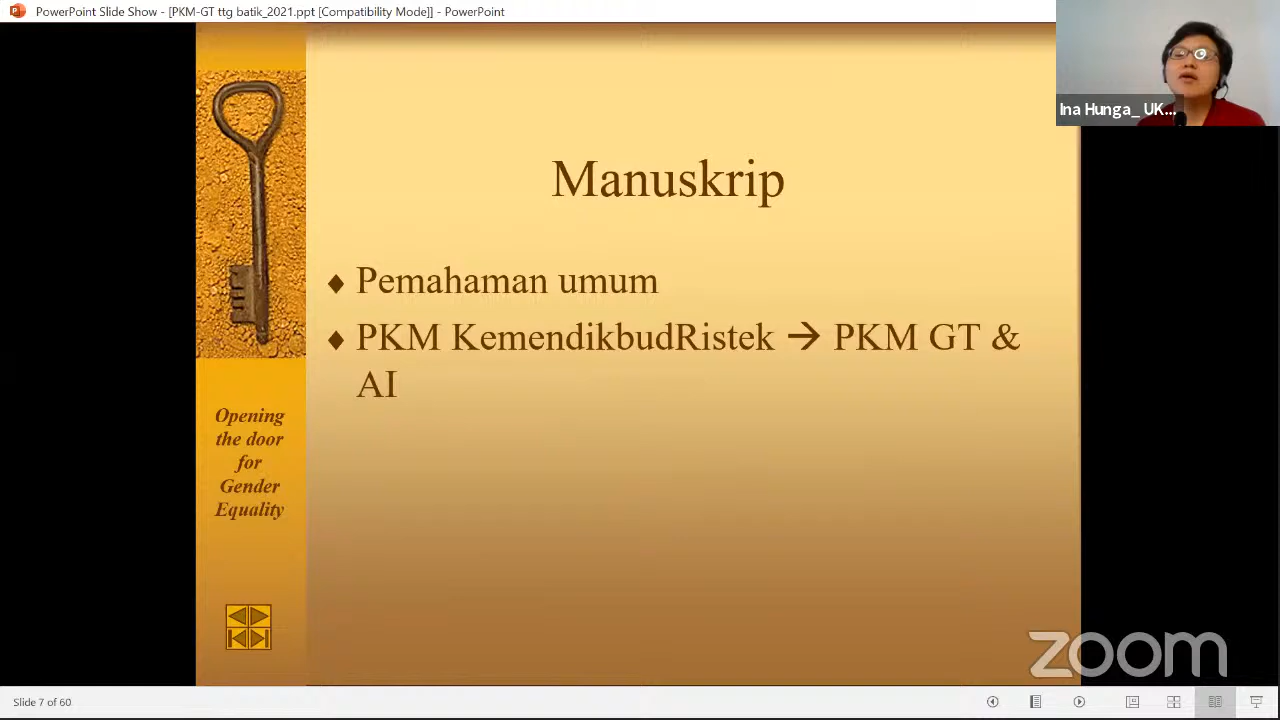 PowerPoint Slide Show - [PKM-GT ttg batik_2021.ppt [Compatibility Mode]] - PowerPoint
Ina Hunga_ UK...
Manuskrip
♦ Pemahaman umum
♦ PKM KemendikbudRistek → PKM GT &
AI
Opening
the door
for
Gender
Equality
zoom
Slide 7 of 60